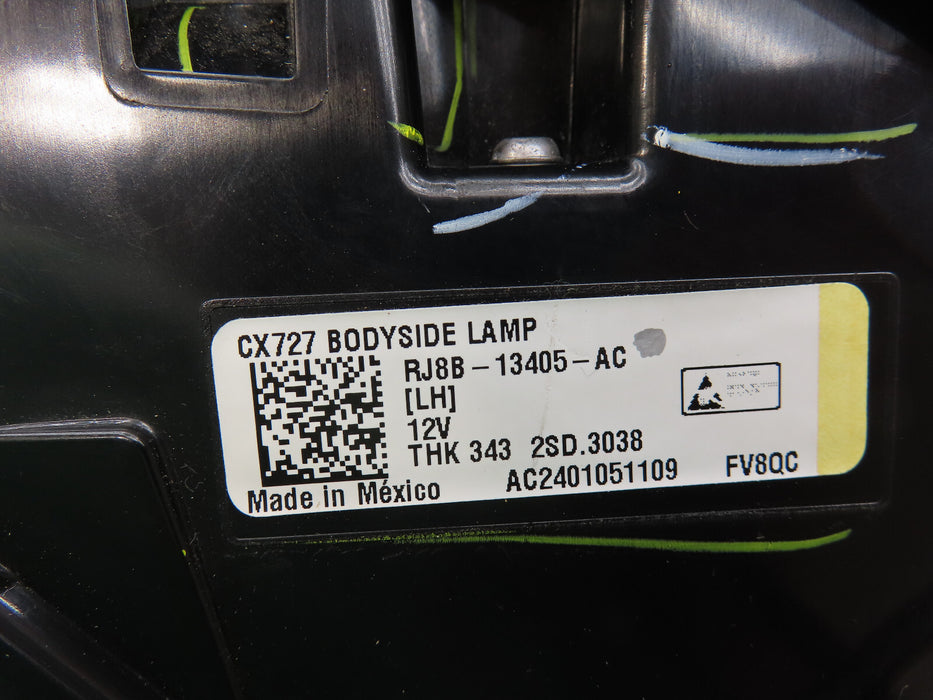 CX727 BODYSIDE LAMP
RJ8B-13405-AC
[LH]
12V
THK 343 2SD.3038
Made in México AC2401051109 FV8QC